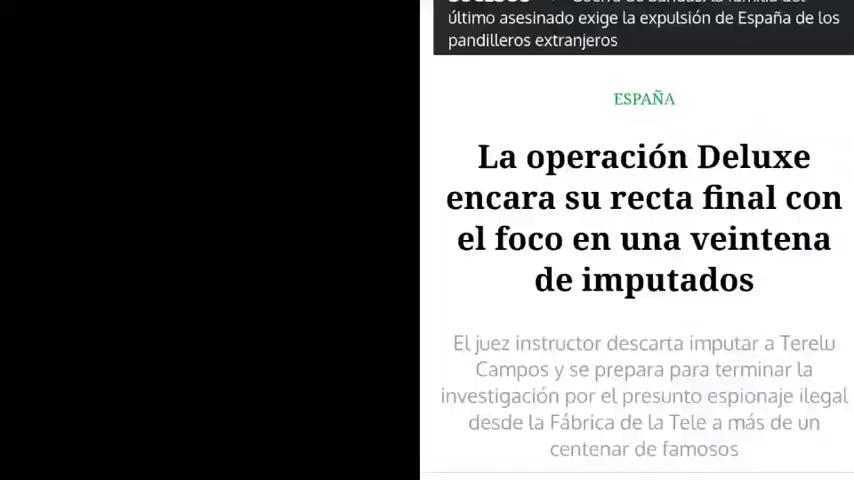 último asesinado exige la expulsión de España de los
pandilleros extranjeros
ESPAÑA
La operación Deluxe
encara su recta final con
el foco en una veintena
de imputados
El juez instructor descarta imputar a Terelu
Campos y se prepara para terminar la
investigación por el presunto espionaje ilegal
desde la Fábrica de la Tele a más de un
centenar de famosos